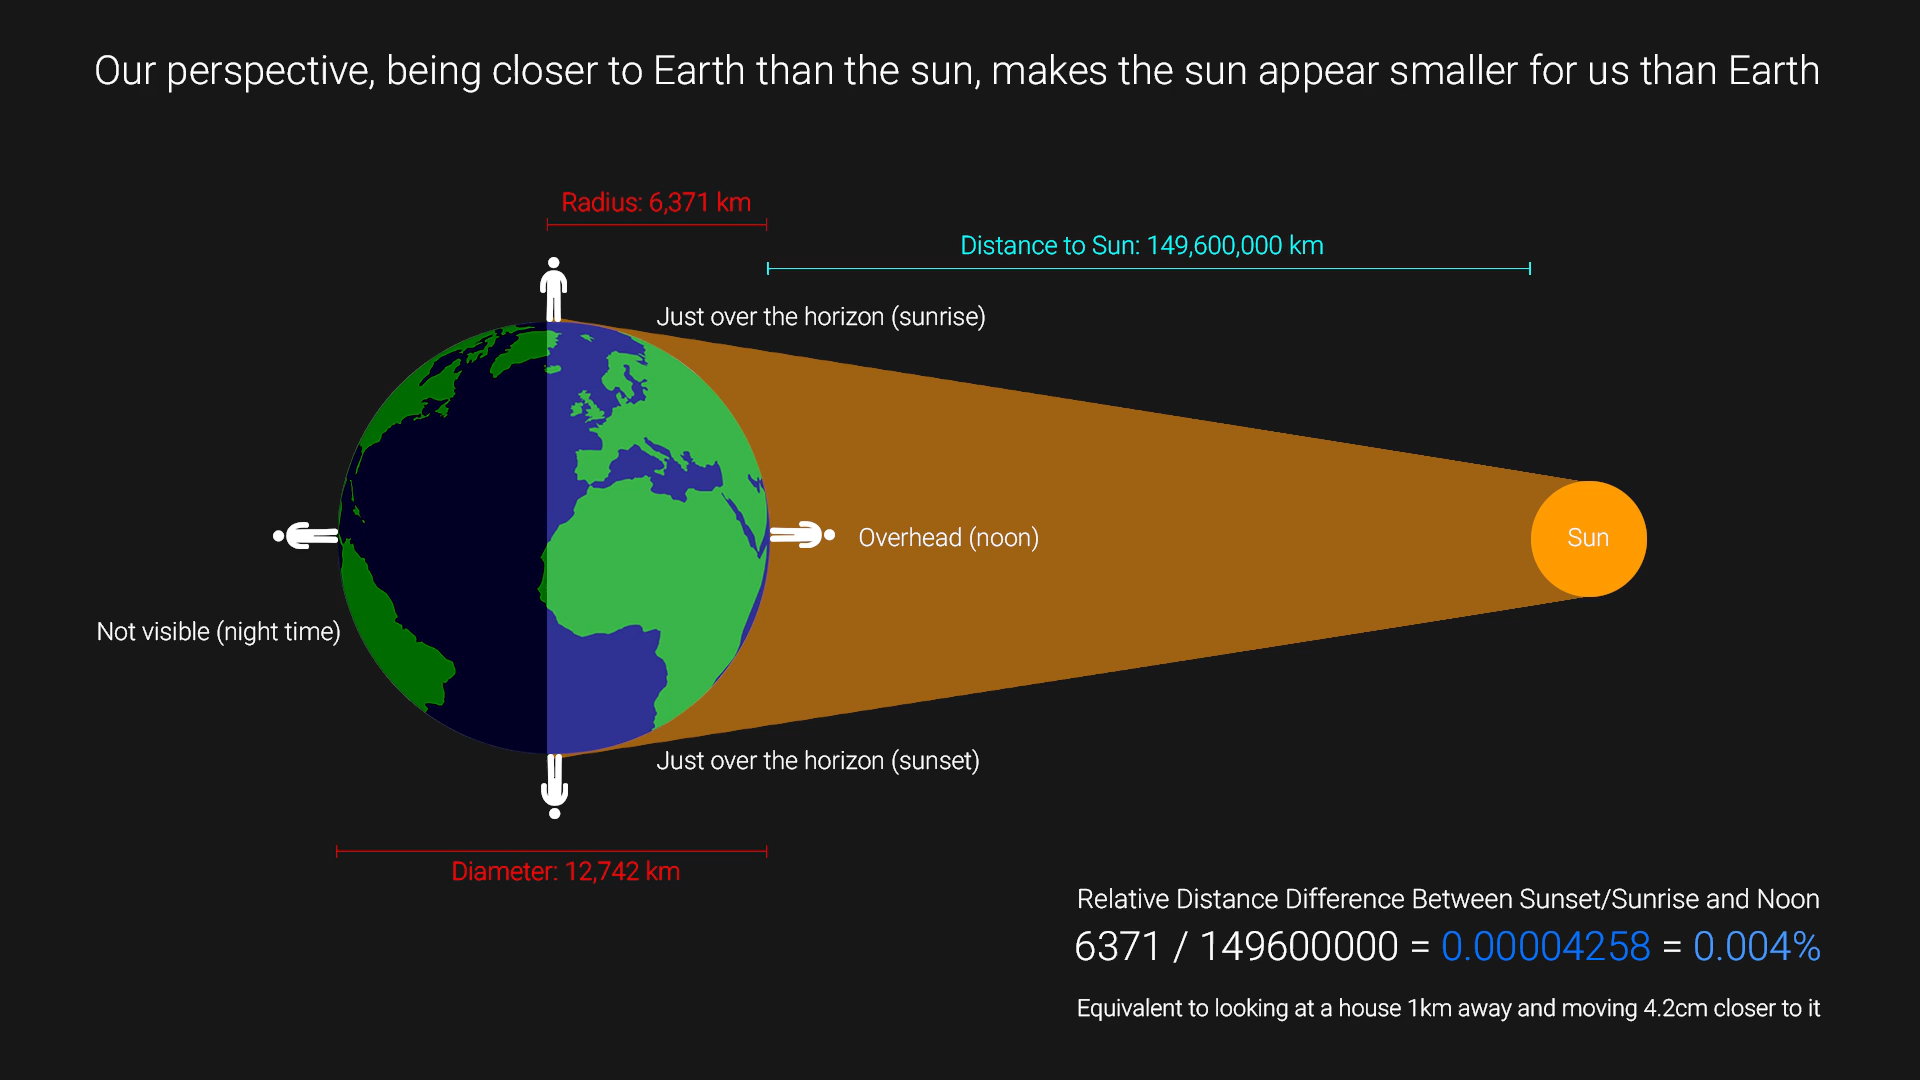 Our perspective, being closer to Earth than the sun, makes the sun appear smaller for us than Earth
Radius: 6,371 km
Distance to Sun: 149,600,000 km
Just over the horizon (sunrise)
Overhead (noon)
Sun
Not visible (night time)
Just over the horizon (sunset)
Diameter: 12,742 km
Relative Distance Difference Between Sunset/Sunrise and Noon
6371 / 149600000 = 0.00004258 = 0.004%
Equivalent to looking at a house 1km away and moving 4.2cm closer to it